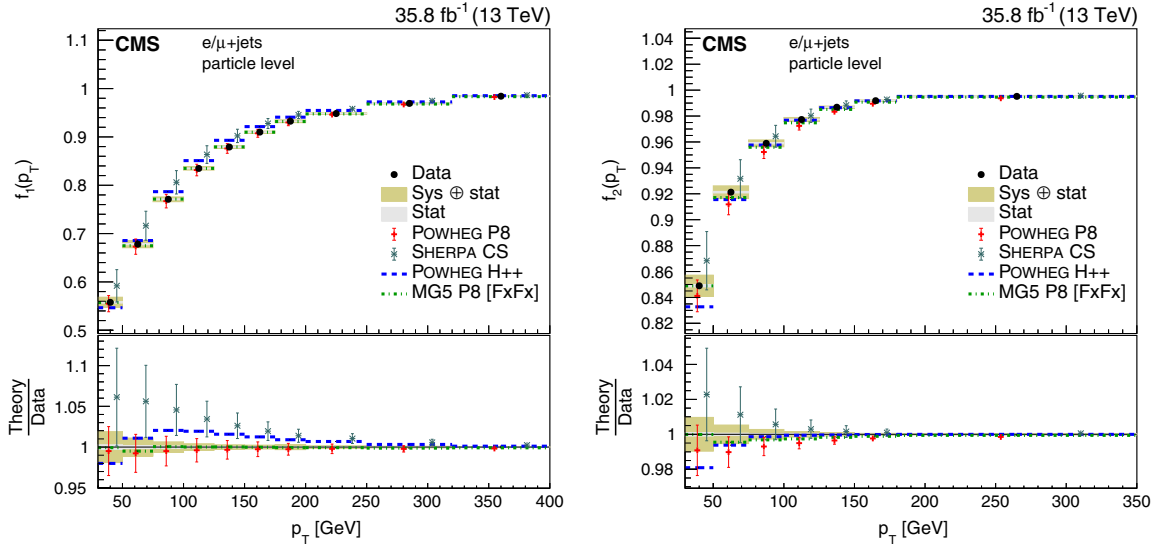 35.8 fb⁻¹ (13 TeV)
CMS
e/μ+jets
particle level
f₁(p_T)
1.1
1
0.9
0.8
0.7
0.6
0.5
Data
Sys ⊕ stat
Stat
POWHEG P8
SHERPA CS
POWHEG H++
MG5 P8 [FxFx]
Theory
Data
1.1
1.05
1
0.95
50 100 150 200 250 300 350 400
p_T [GeV]
35.8 fb⁻¹ (13 TeV)
CMS
e/μ+jets
particle level
f₂(p_T)
1.04
1.02
1
0.98
0.96
0.94
0.92
0.9
0.88
0.86
0.84
0.82
Data
Sys ⊕ stat
Stat
POWHEG P8
SHERPA CS
POWHEG H++
MG5 P8 [FxFx]
Theory
Data
1.04
1.02
1
0.98
50 100 150 200 250 300 350
p_T [GeV]